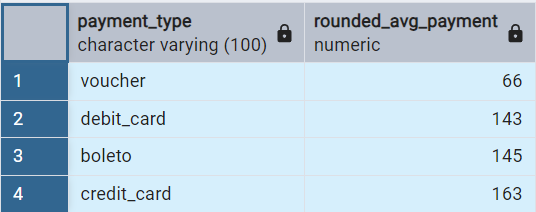 payment_type rounded_avg_payment
character varying (100) numeric
1 voucher 66
2 debit_card 143
3 boleto 145
4 credit_card 163